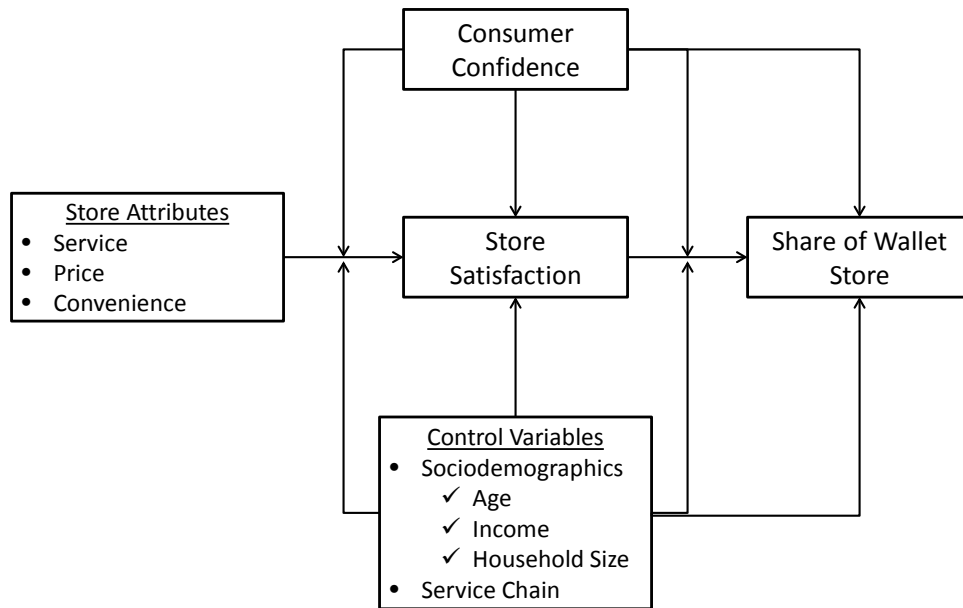 Consumer
Confidence
Store Attributes
• Service
• Price
• Convenience
Store
Satisfaction
Share of Wallet
Store
Control Variables
• Sociodemographics
✓ Age
✓ Income
✓ Household Size
• Service Chain